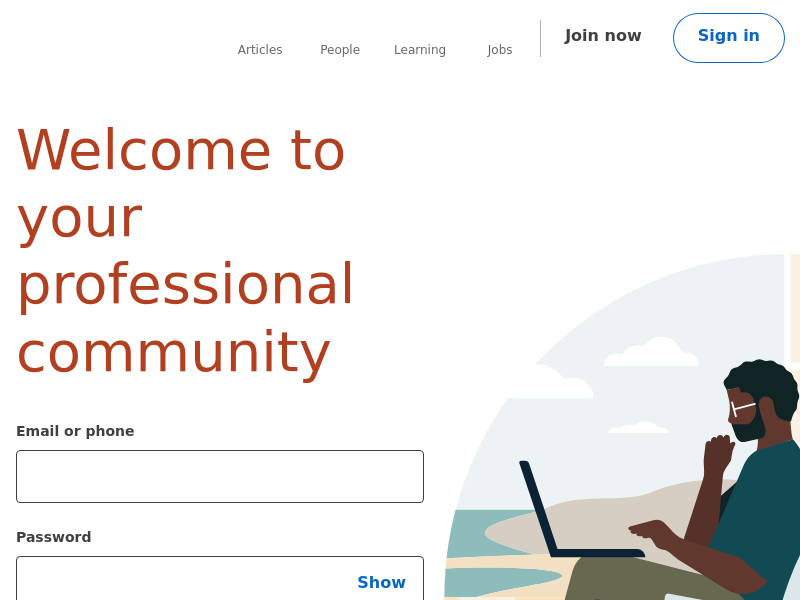 Articles People Learning Jobs Join now Sign in
Welcome to
your
professional
community
Email or phone
Password
Show